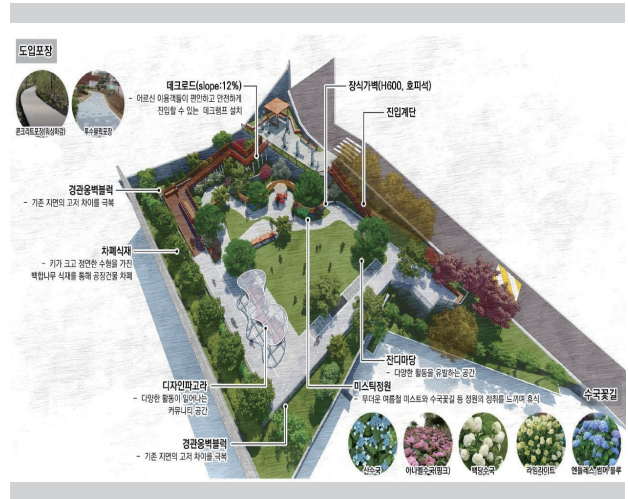 도입포장
콘크리트포장(워싱마감)
투수블럭포장
데크로드(slope:12%)
- 어르신 이용객들이 편안하고 안전하게
진입할 수 있는 데크램프 설치
장식가벽(H600, 호피석)
진입계단
경관옹벽블럭
- 기존 지면의 고저 차이를 극복
차폐식재
- 키가 크고 정면한 수형을 가진
백합나무 식재를 통해 공장건물 차폐
잔디마당
- 다양한 활동을 유발하는 공간
디자인파고라
- 다양한 활동이 일어나는
커뮤니티 공간
미스틱정원
- 무더운 여름철 미스트와 수국꽃길 등 정원의 정취를 느끼며 휴식
수국꽃길
경관옹벽블럭
- 기존 지면의 고저 차이를 극복
산수국
아나벨수국(핑크)
백당수국
라임라이트
엔들레스 썸머 블루